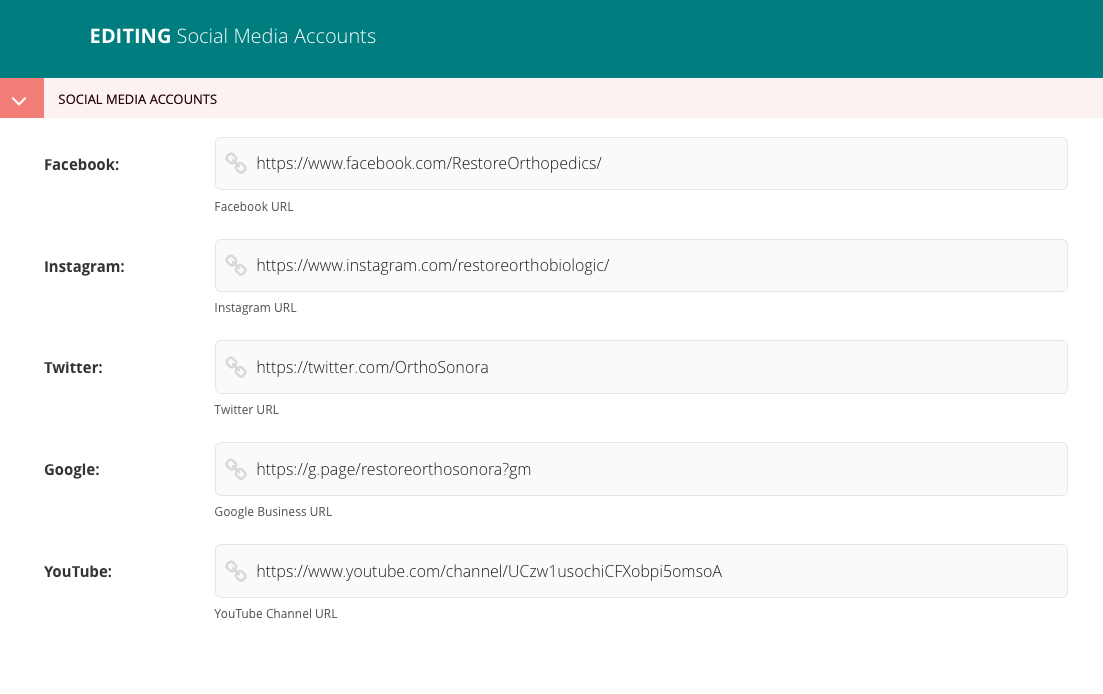 EDITING Social Media Accounts
SOCIAL MEDIA ACCOUNTS
Facebook: https://www.facebook.com/RestoreOrthopedics/
Facebook URL
Instagram: https://www.instagram.com/restoreorthobiologic/
Instagram URL
Twitter: https://twitter.com/OrthoSonora
Twitter URL
Google: https://g.page/restoreorthosonora?gm
Google Business URL
YouTube: https://www.youtube.com/channel/UCzw1usochiCFXobpi5omsoA
YouTube Channel URL